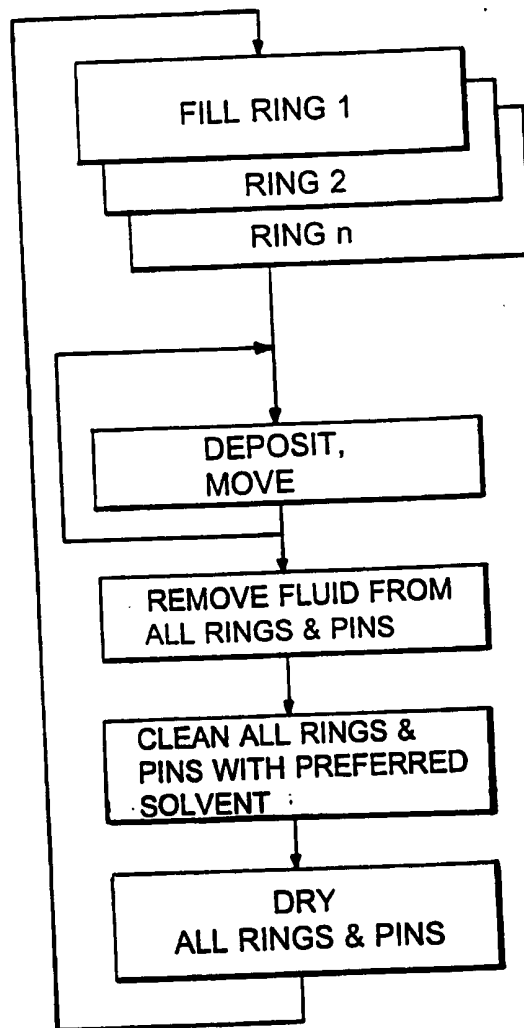 FILL RING 1
RING 2
RING n
DEPOSIT,
MOVE
REMOVE FLUID FROM
ALL RINGS & PINS
CLEAN ALL RINGS &
PINS WITH PREFERRED
SOLVENT
DRY
ALL RINGS & PINS